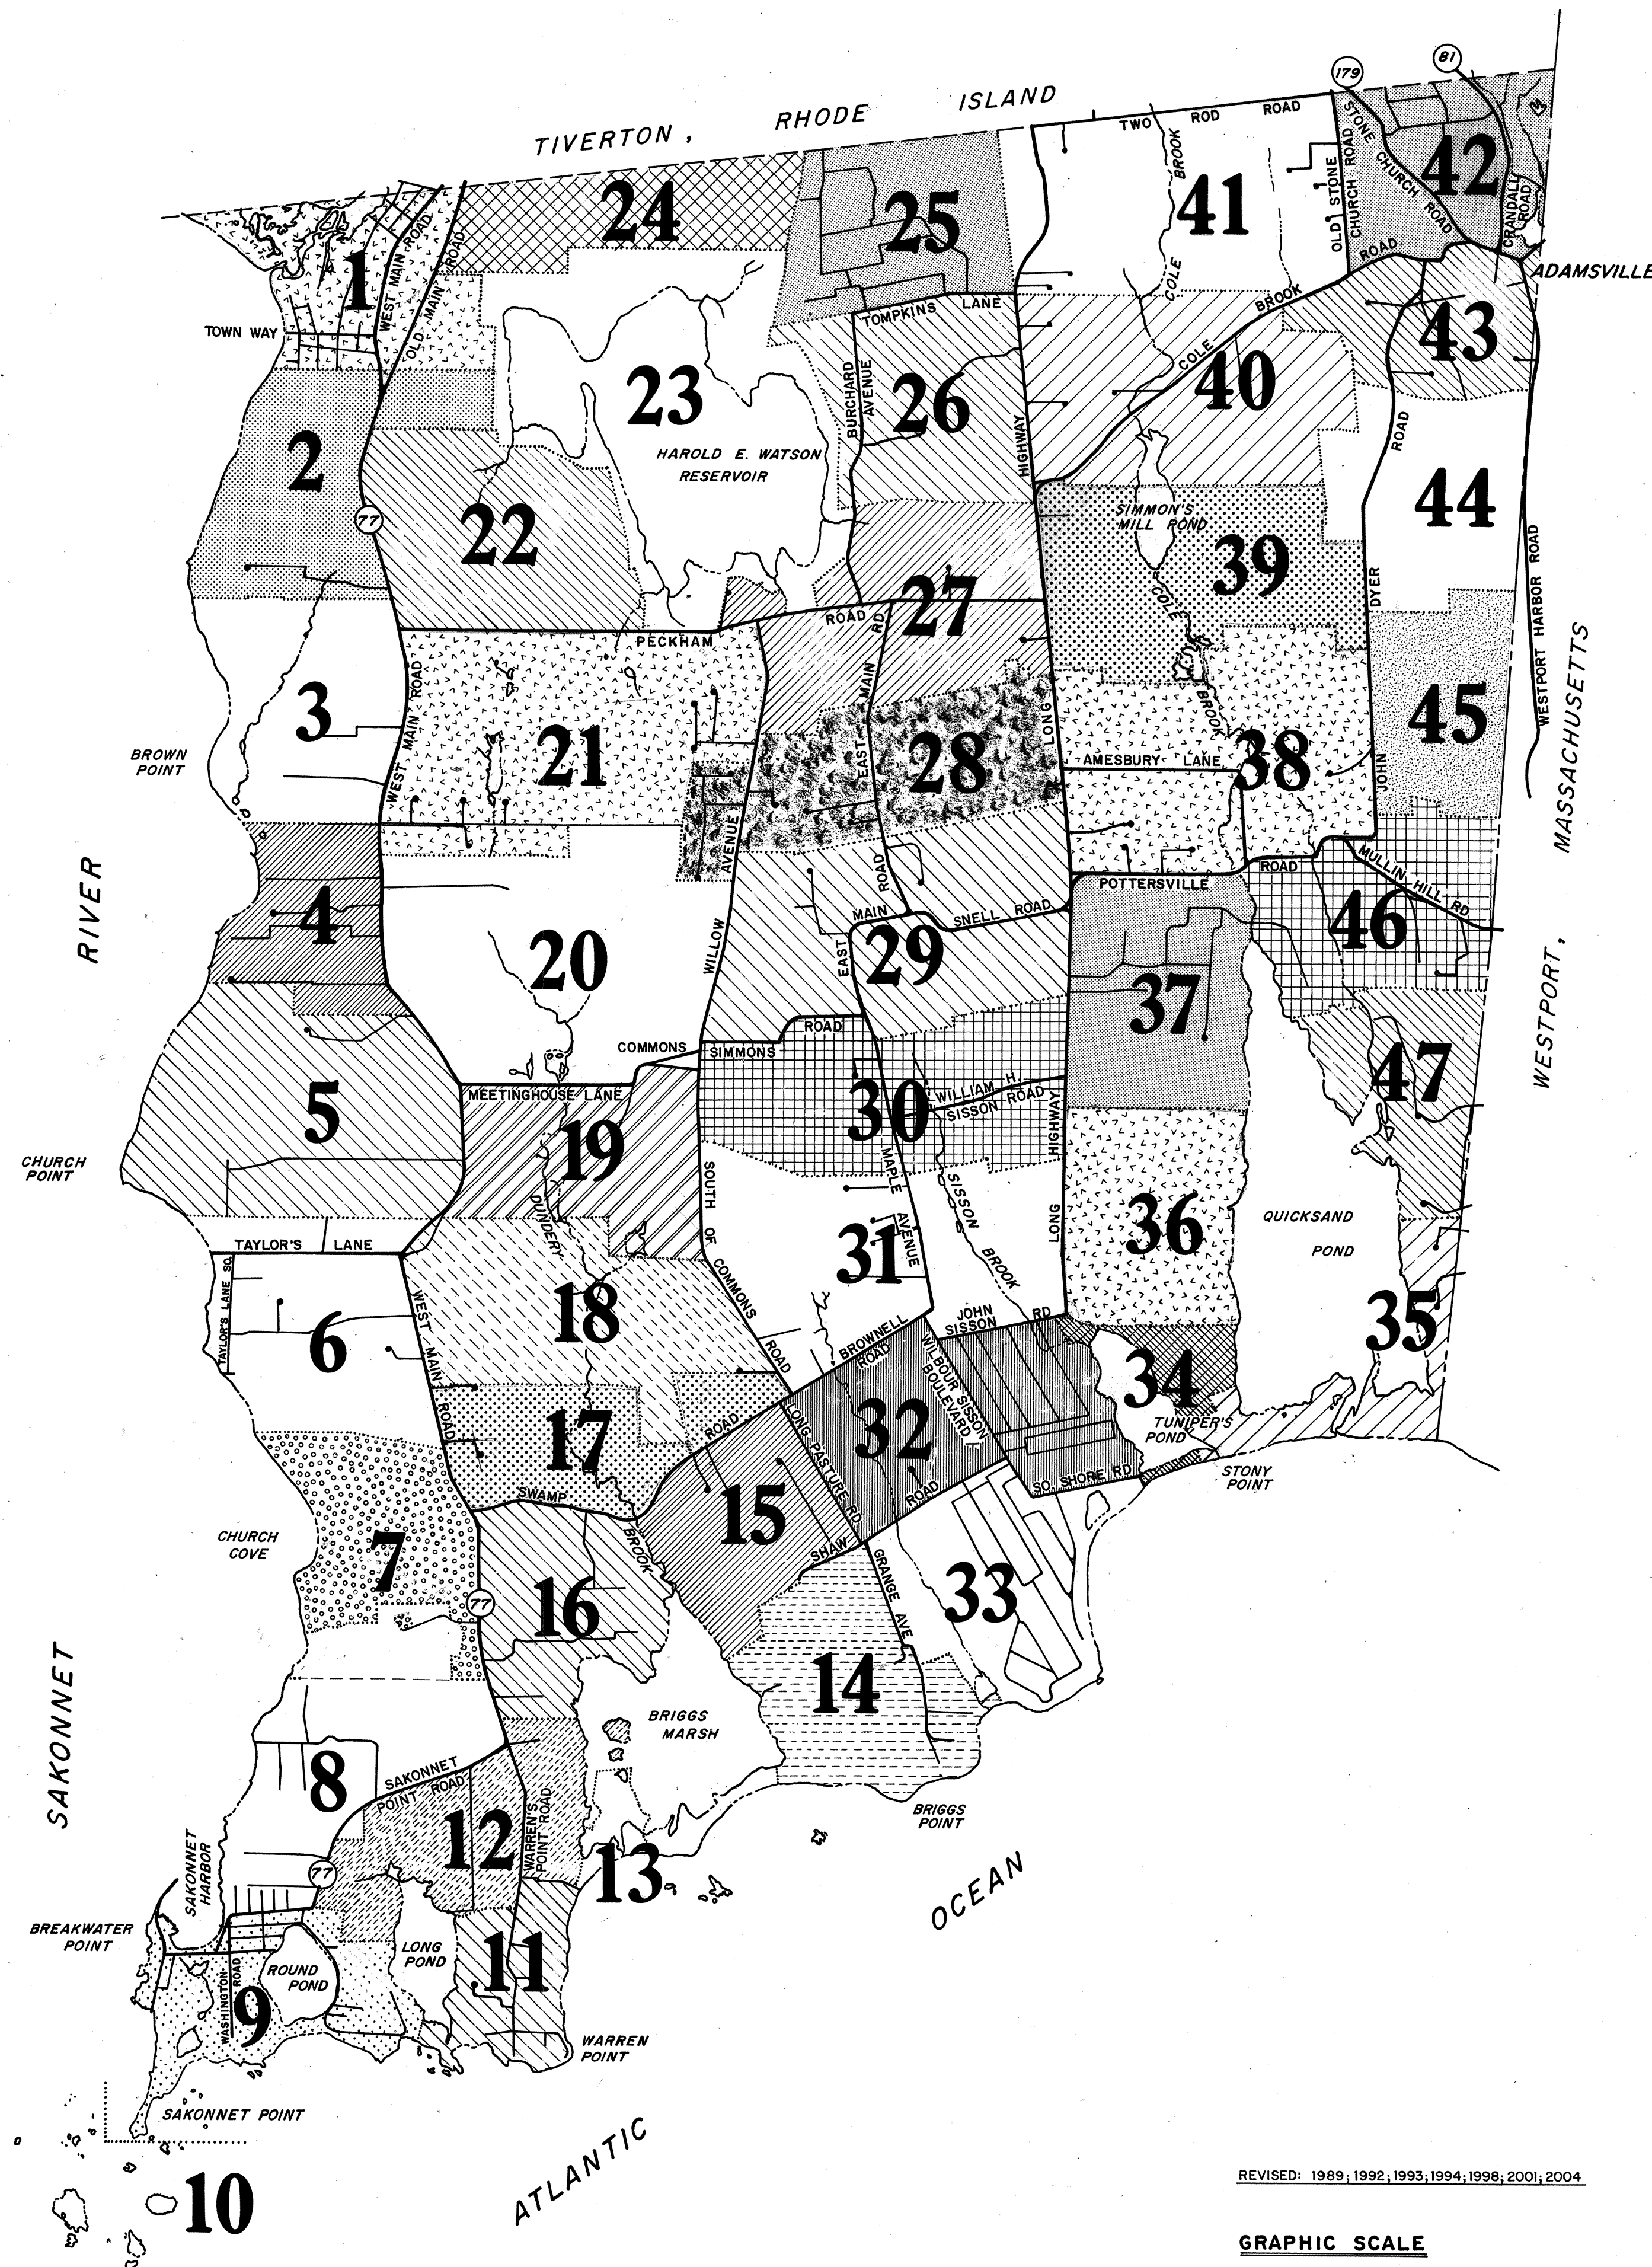 TIVERTON, RHODE ISLAND
179
81
TWO ROD ROAD
STONE CHURCH ROAD
OLD STONE
CHURCH ROAD
42
CRANDALL
ROAD
ADAMSVILLE
24
25
41
COLE BROOK
1
WEST MAIN ROAD
OLD MAIN ROAD
TOWN WAY
TOMPKIN'S LANE
COLE BROOK ROAD
43
23
HAROLD E. WATSON
RESERVOIR
BURCHARD
AVENUE
26
LONG HIGHWAY
40
2
77
22
SIMMON'S
MILL POND
39
COLE BROOK
44
JOHN DYER ROAD
WESTPORT HARBOR ROAD
WESTPORT, MASSACHUSETTS
27
PECKHAM ROAD
EAST MAIN RD
3
WEST MAIN ROAD
BROWN
POINT
21
28
AMESBURY LANE
38
45
RIVER
4
20
WILLOW AVENUE
EAST MAIN ROAD
SNELL ROAD
29
POTTERSVILLE ROAD
MULLIN HILL RD
46
37
47
COMMONS
SIMMONS ROAD
MEETINGHOUSE LANE
5
19
30
WILLIAM H.
SISSON ROAD
LONG HIGHWAY
CHURCH
POINT
DUNDERY
SOUTH OF COMMONS ROAD
MAPLE AVENUE
SISSON BROOK
36
QUICKSAND
POND
TAYLOR'S LANE
TAYLOR'S LANE SO.
31
18
6
WEST MAIN ROAD
BROWNELL
ROAD
JOHN
SISSON RD
35
34
17
32
WILBOUR SISSON
BOULEVARD
TUNIPER'S
POND
SWAMP ROAD
LONG PASTURE RD
15
SHAW ROAD
SO. SHORE RD
STONY
POINT
CHURCH
COVE
7
77
BROOK
16
GRANGE AVE
33
SAKONNET
14
BRIGGS
MARSH
8
SAKONNET
POINT ROAD
12
WARREN'S
POINT ROAD
BRIGGS
POINT
13
OCEAN
SAKONNET
HARBOR
77
BREAKWATER
POINT
LONG
POND
11
ROUND
POND
WASHINGTON
ROAD
9
WARREN
POINT
SAKONNET POINT
ATLANTIC
10
REVISED: 1989; 1992; 1993; 1994; 1998; 2001; 2004
GRAPHIC SCALE